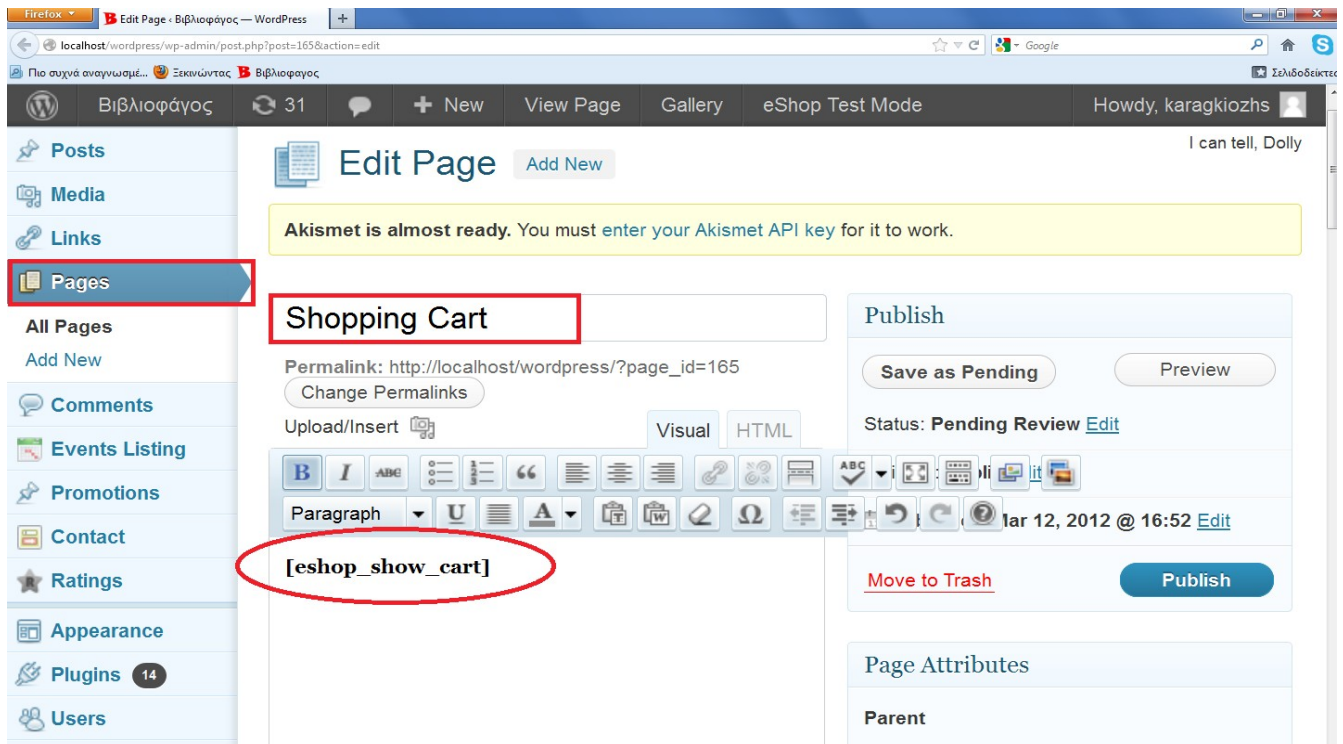 Firefox
Edit Page ‹ Βιβλιοφάγος — WordPress
localhost/wordpress/wp-admin/post.php?post=165&action=edit
Google
Πιο συχνά αναγνωσμέ... Ξεκινώντας Βιβλιοφαγος
Σελιδοδείκτες
Βιβλιοφάγος 31 New View Page Gallery eShop Test Mode Howdy, karagkiozhs
I can tell, Dolly
Posts
Media
Links
Pages
All Pages
Add New
Comments
Events Listing
Promotions
Contact
Ratings
Appearance
Plugins 14
Users
Edit Page Add New
Akismet is almost ready. You must enter your Akismet API key for it to work.
Shopping Cart
Permalink: http://localhost/wordpress/?page_id=165
Change Permalinks
Upload/Insert
Visual HTML
B I ABC ABC
Paragraph U A T W Ω
[eshop_show_cart]
Publish
Save as Pending Preview
Status: Pending Review Edit
12, 2012 @ 16:52 Edit
Move to Trash Publish
Page Attributes
Parent